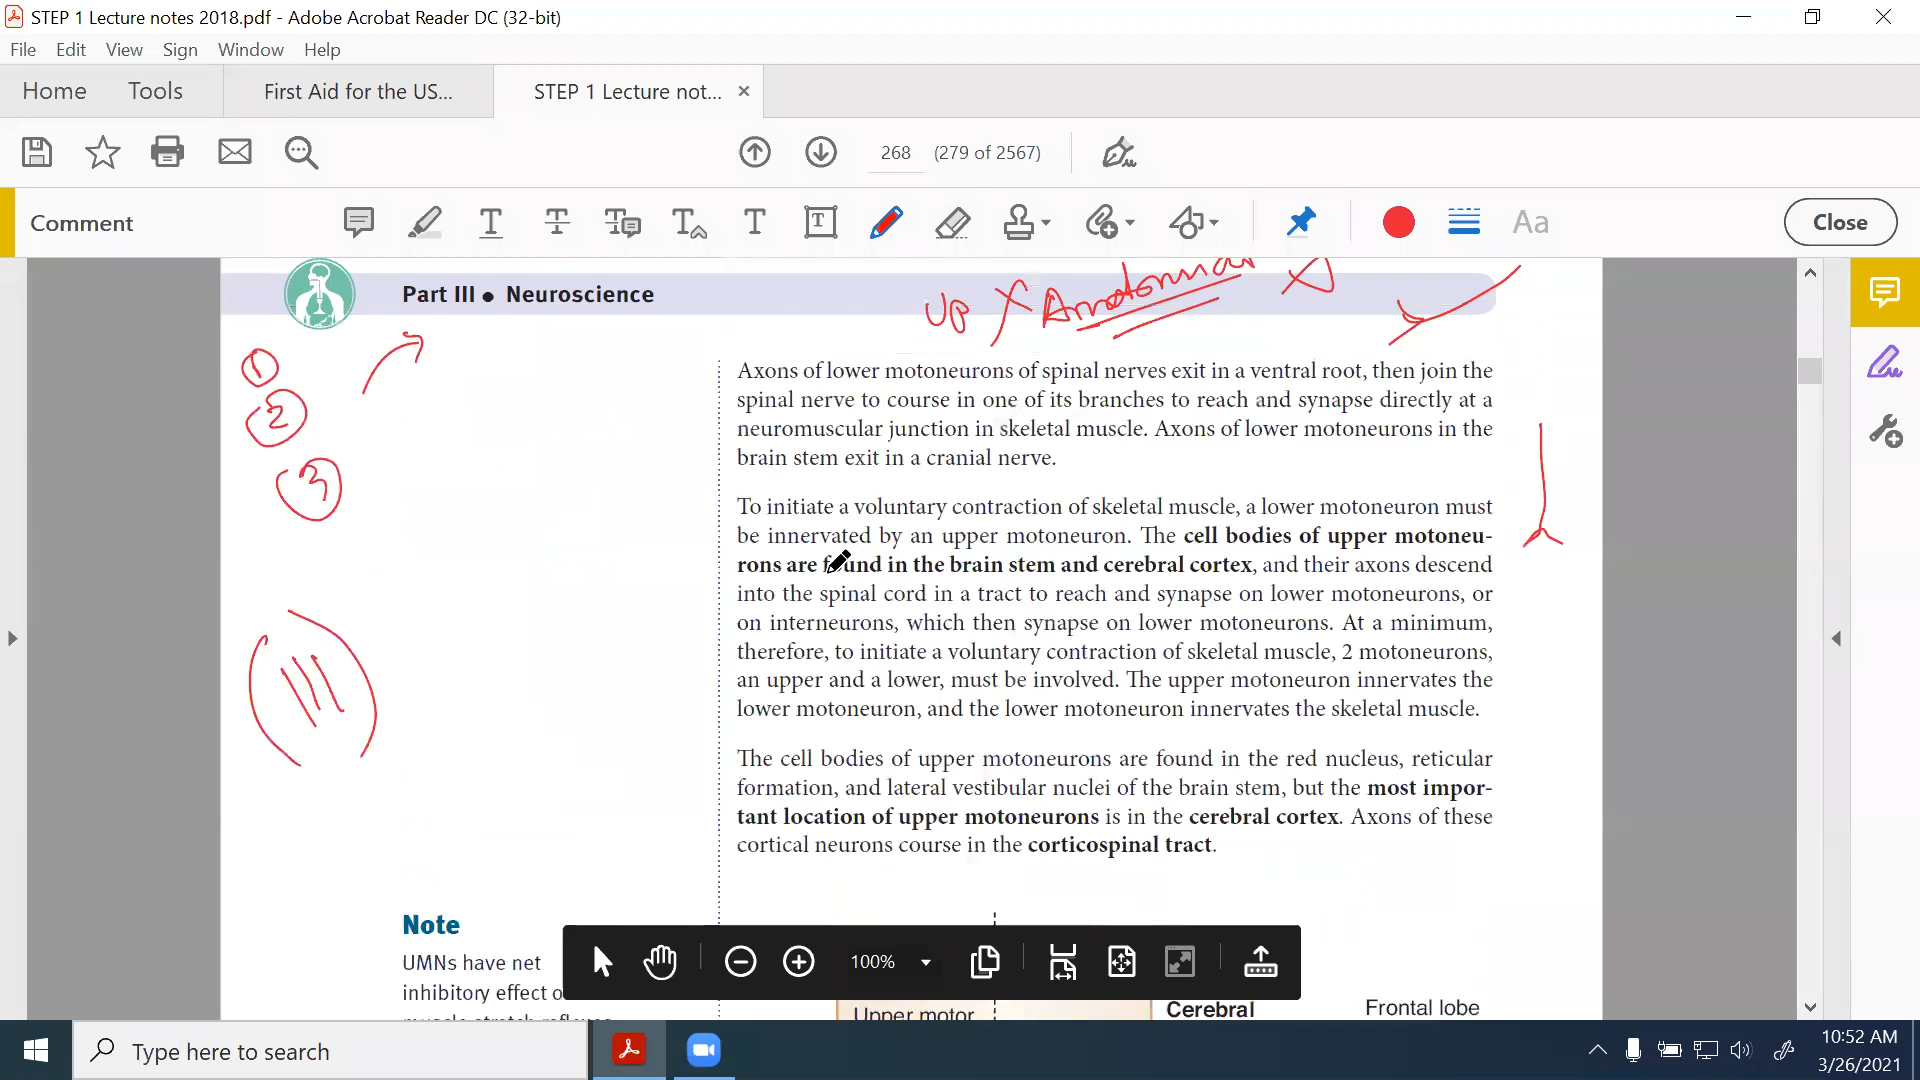 STEP 1 Lecture notes 2018.pdf - Adobe Acrobat Reader DC (32-bit)
File Edit View Sign Window Help
Home Tools First Aid for the US... STEP 1 Lecture not... ×
268 (279 of 2567)
Comment Aa Close
Part III • Neuroscience
Up
1
2
3
Axons of lower motoneurons of spinal nerves exit in a ventral root, then join the
spinal nerve to course in one of its branches to reach and synapse directly at a
neuromuscular junction in skeletal muscle. Axons of lower motoneurons in the
brain stem exit in a cranial nerve.
To initiate a voluntary contraction of skeletal muscle, a lower motoneuron must
be innervated by an upper motoneuron. The cell bodies of upper motoneu-
rons are found in the brain stem and cerebral cortex, and their axons descend
into the spinal cord in a tract to reach and synapse on lower motoneurons, or
on interneurons, which then synapse on lower motoneurons. At a minimum,
therefore, to initiate a voluntary contraction of skeletal muscle, 2 motoneurons,
an upper and a lower, must be involved. The upper motoneuron innervates the
lower motoneuron, and the lower motoneuron innervates the skeletal muscle.
The cell bodies of upper motoneurons are found in the red nucleus, reticular
formation, and lateral vestibular nuclei of the brain stem, but the most impor-
tant location of upper motoneurons is in the cerebral cortex. Axons of these
cortical neurons course in the corticospinal tract.
Note
UMNs have net
inhibitory effect o
100%
Upper motor
Cerebral
Frontal lobe
Type here to search
10:52 AM
3/26/2021